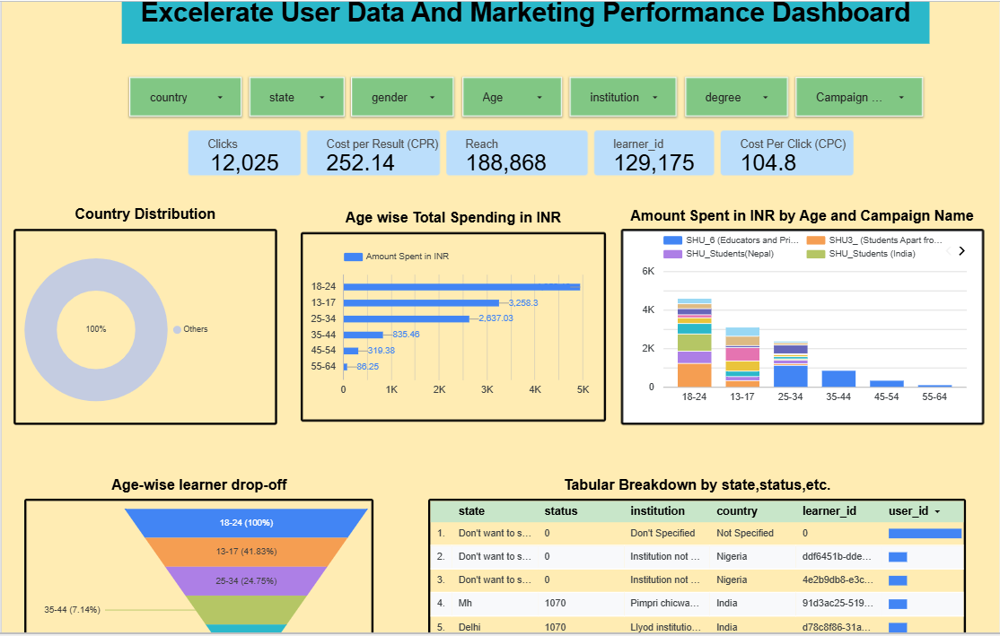 Excelerate User Data And Marketing Performance Dashboard
country
state
gender
Age
institution
degree
Campaign ...
Clicks
12,025
Cost per Result (CPR)
252.14
Reach
188,868
learner_id
129,175
Cost Per Click (CPC)
104.8
Country Distribution
100%
Others
Age wise Total Spending in INR
Amount Spent in INR
18-24
13-17 3,258.3
25-34 2,637.03
35-44 835.46
45-54 319.38
55-64 86.25
0 1K 2K 3K 4K 5K
Amount Spent in INR by Age and Campaign Name
SHU_6 (Educators and Pri... SHU3_ (Students Apart fro...
SHU_Students(Nepal) SHU_Students (India)
6K
4K
2K
0
18-24 13-17 25-34 35-44 45-54 55-64
Age-wise learner drop-off
18-24 (100%)
13-17 (41.83%)
25-34 (24.75%)
35-44 (7.14%)
Tabular Breakdown by state,status,etc.
state status institution country learner_id user_id
1. Don't want to s... 0 Don't Specified Not Specified 0
2. Don't want to s... 0 Institution not ... Nigeria ddf6451b-dde...
3. Don't want to s... 0 Institution not ... Nigeria 4e2b9db8-e3c...
4. Mh 1070 Pimpri chicwa... India 91d3ac25-519...
5. Delhi 1070 Llyod institutio... India d78c8f86-31a...